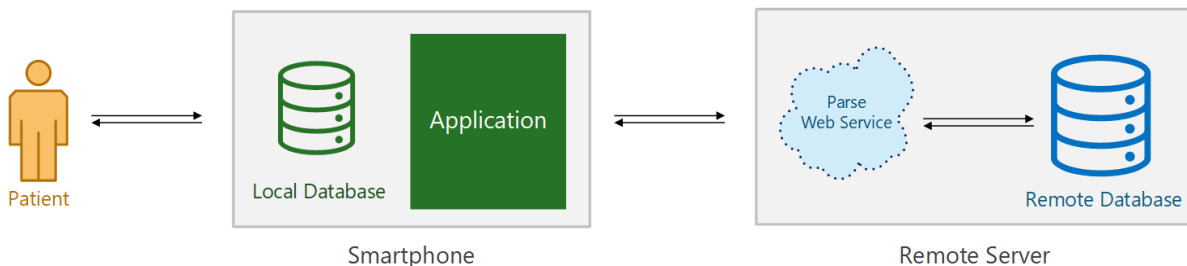 Patient
Local Database
Application
Smartphone
Parse
Web Service
Remote Database
Remote Server